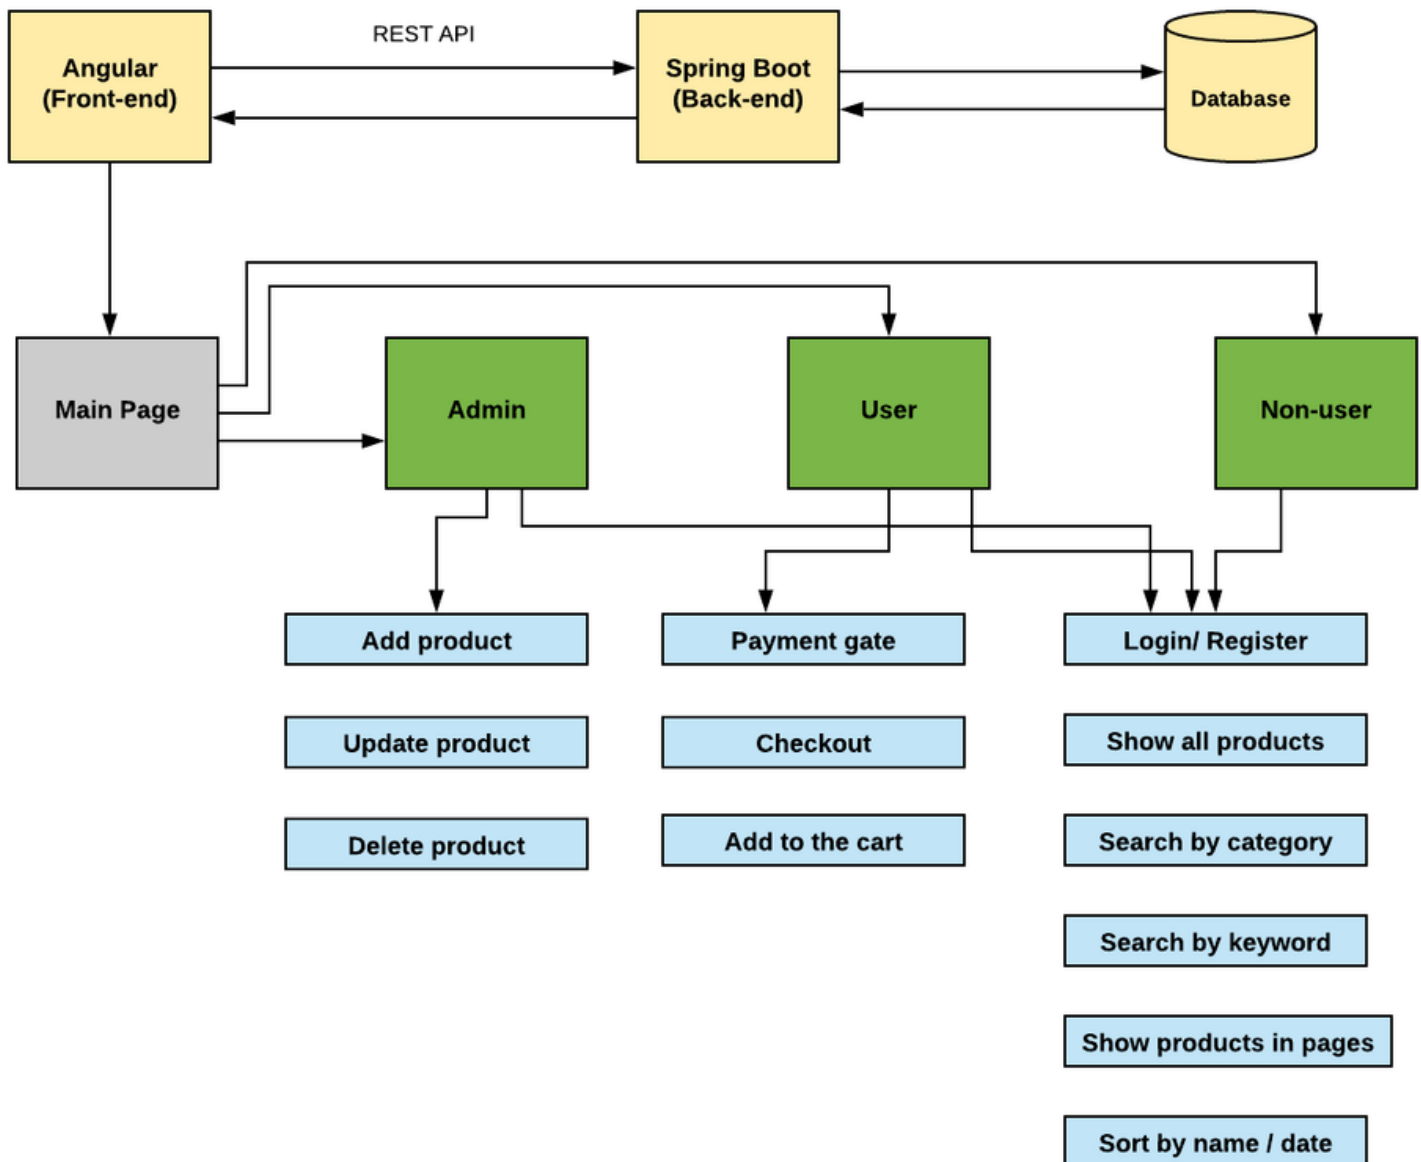 REST API
Angular
(Front-end)
Spring Boot
(Back-end)
Database
Main Page
Admin
User
Non-user
Add product
Payment gate
Login/ Register
Update product
Checkout
Show all products
Delete product
Add to the cart
Search by category
Search by keyword
Show products in pages
Sort by name / date